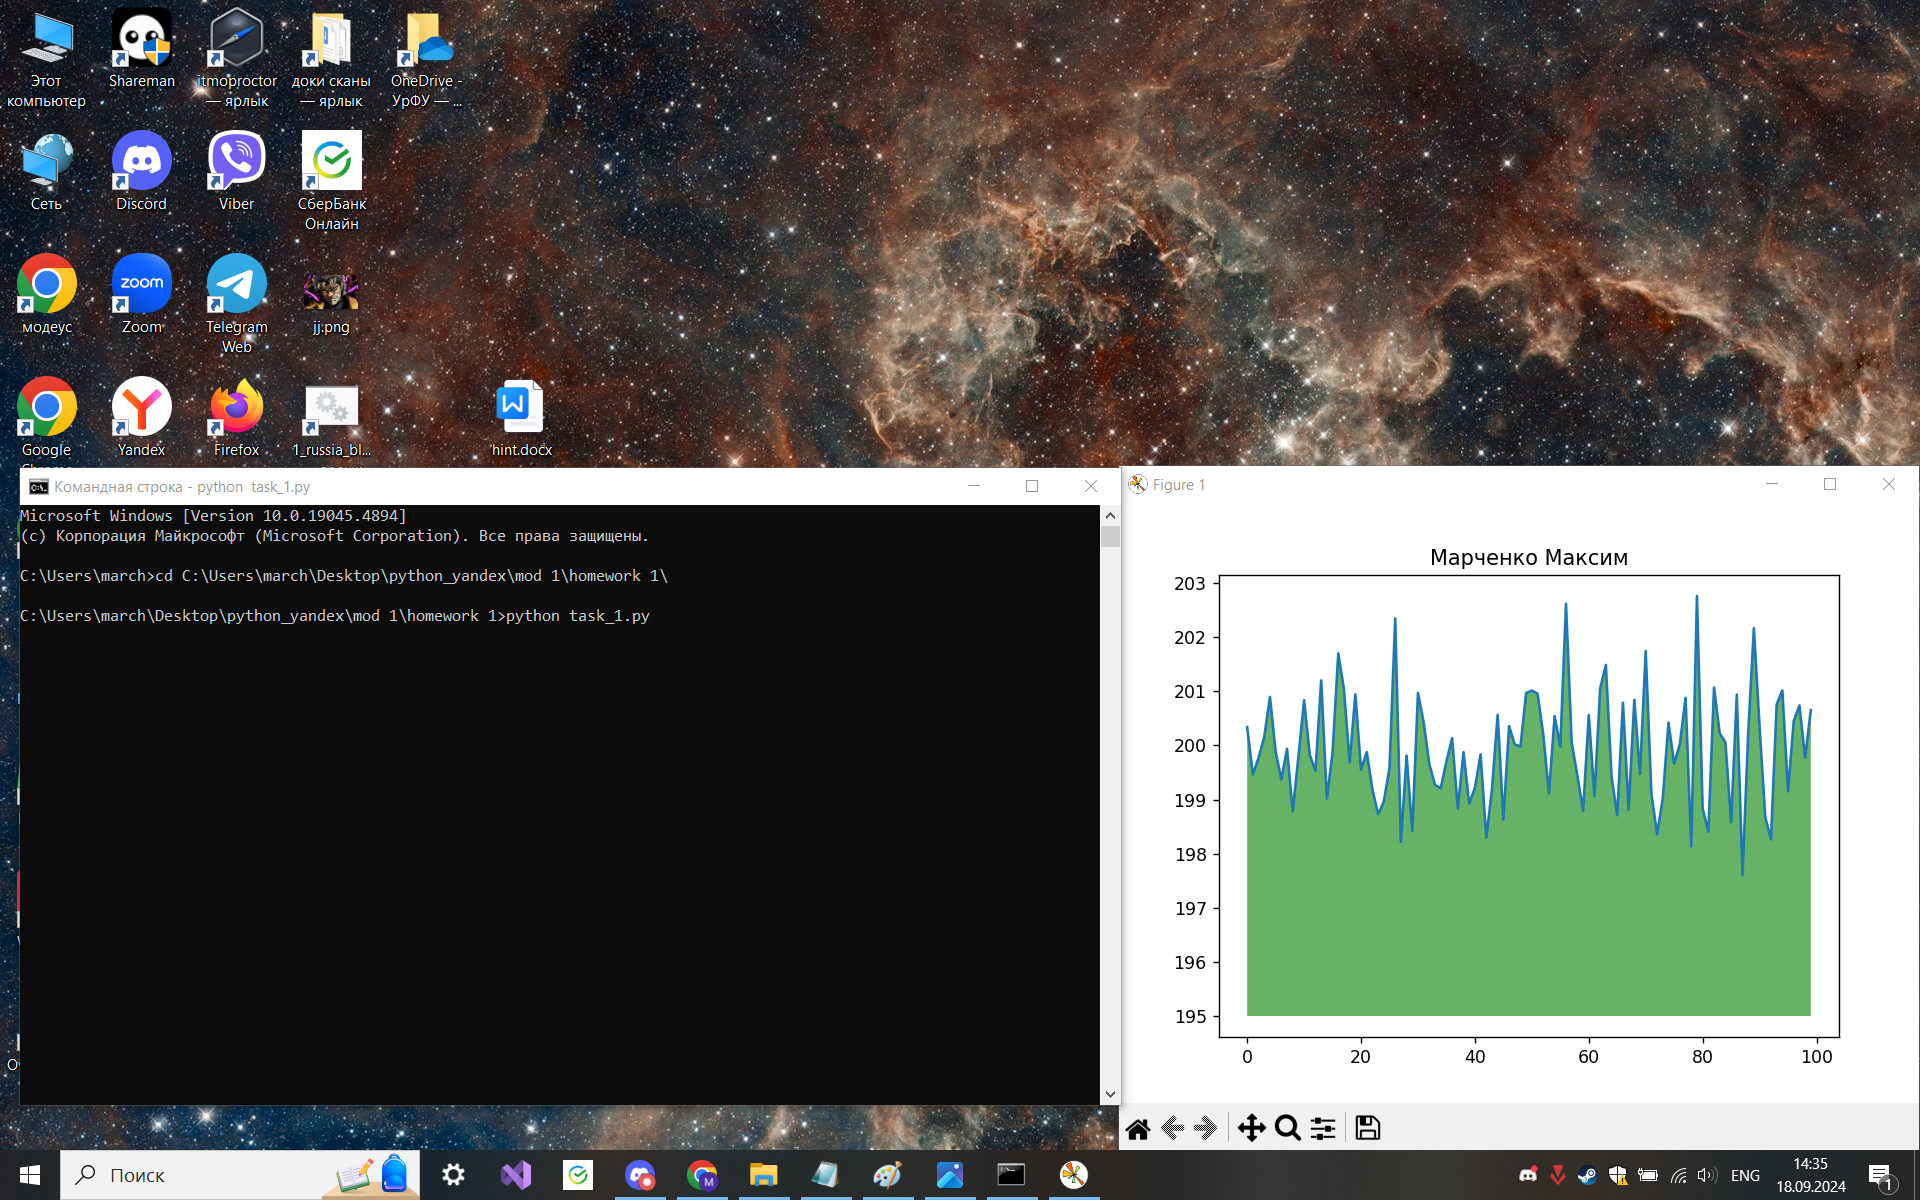 Этот
компьютер
Shareman
itmoproctor
— ярлык
доки сканы
— ярлык
OneDrive -
УрФУ — ...
Сеть
Discord
Viber
СберБанк
Онлайн
модеус
zoom
Zoom
Telegram
Web
jj.png
Google
Yandex
Firefox
1_russia_bl...
W
hint.docx
Командная строка - python  task_1.py
Microsoft Windows [Version 10.0.19045.4894]
(c) Корпорация Майкрософт (Microsoft Corporation). Все права защищены.
C:\Users\march>cd C:\Users\march\Desktop\python_yandex\mod 1\homework 1\
C:\Users\march\Desktop\python_yandex\mod 1\homework 1>python task_1.py
Figure 1
Марченко Максим
203
202
201
200
199
198
197
196
195
0
20
40
60
80
100
Поиск
M
ENG
14:35
18.09.2024
1